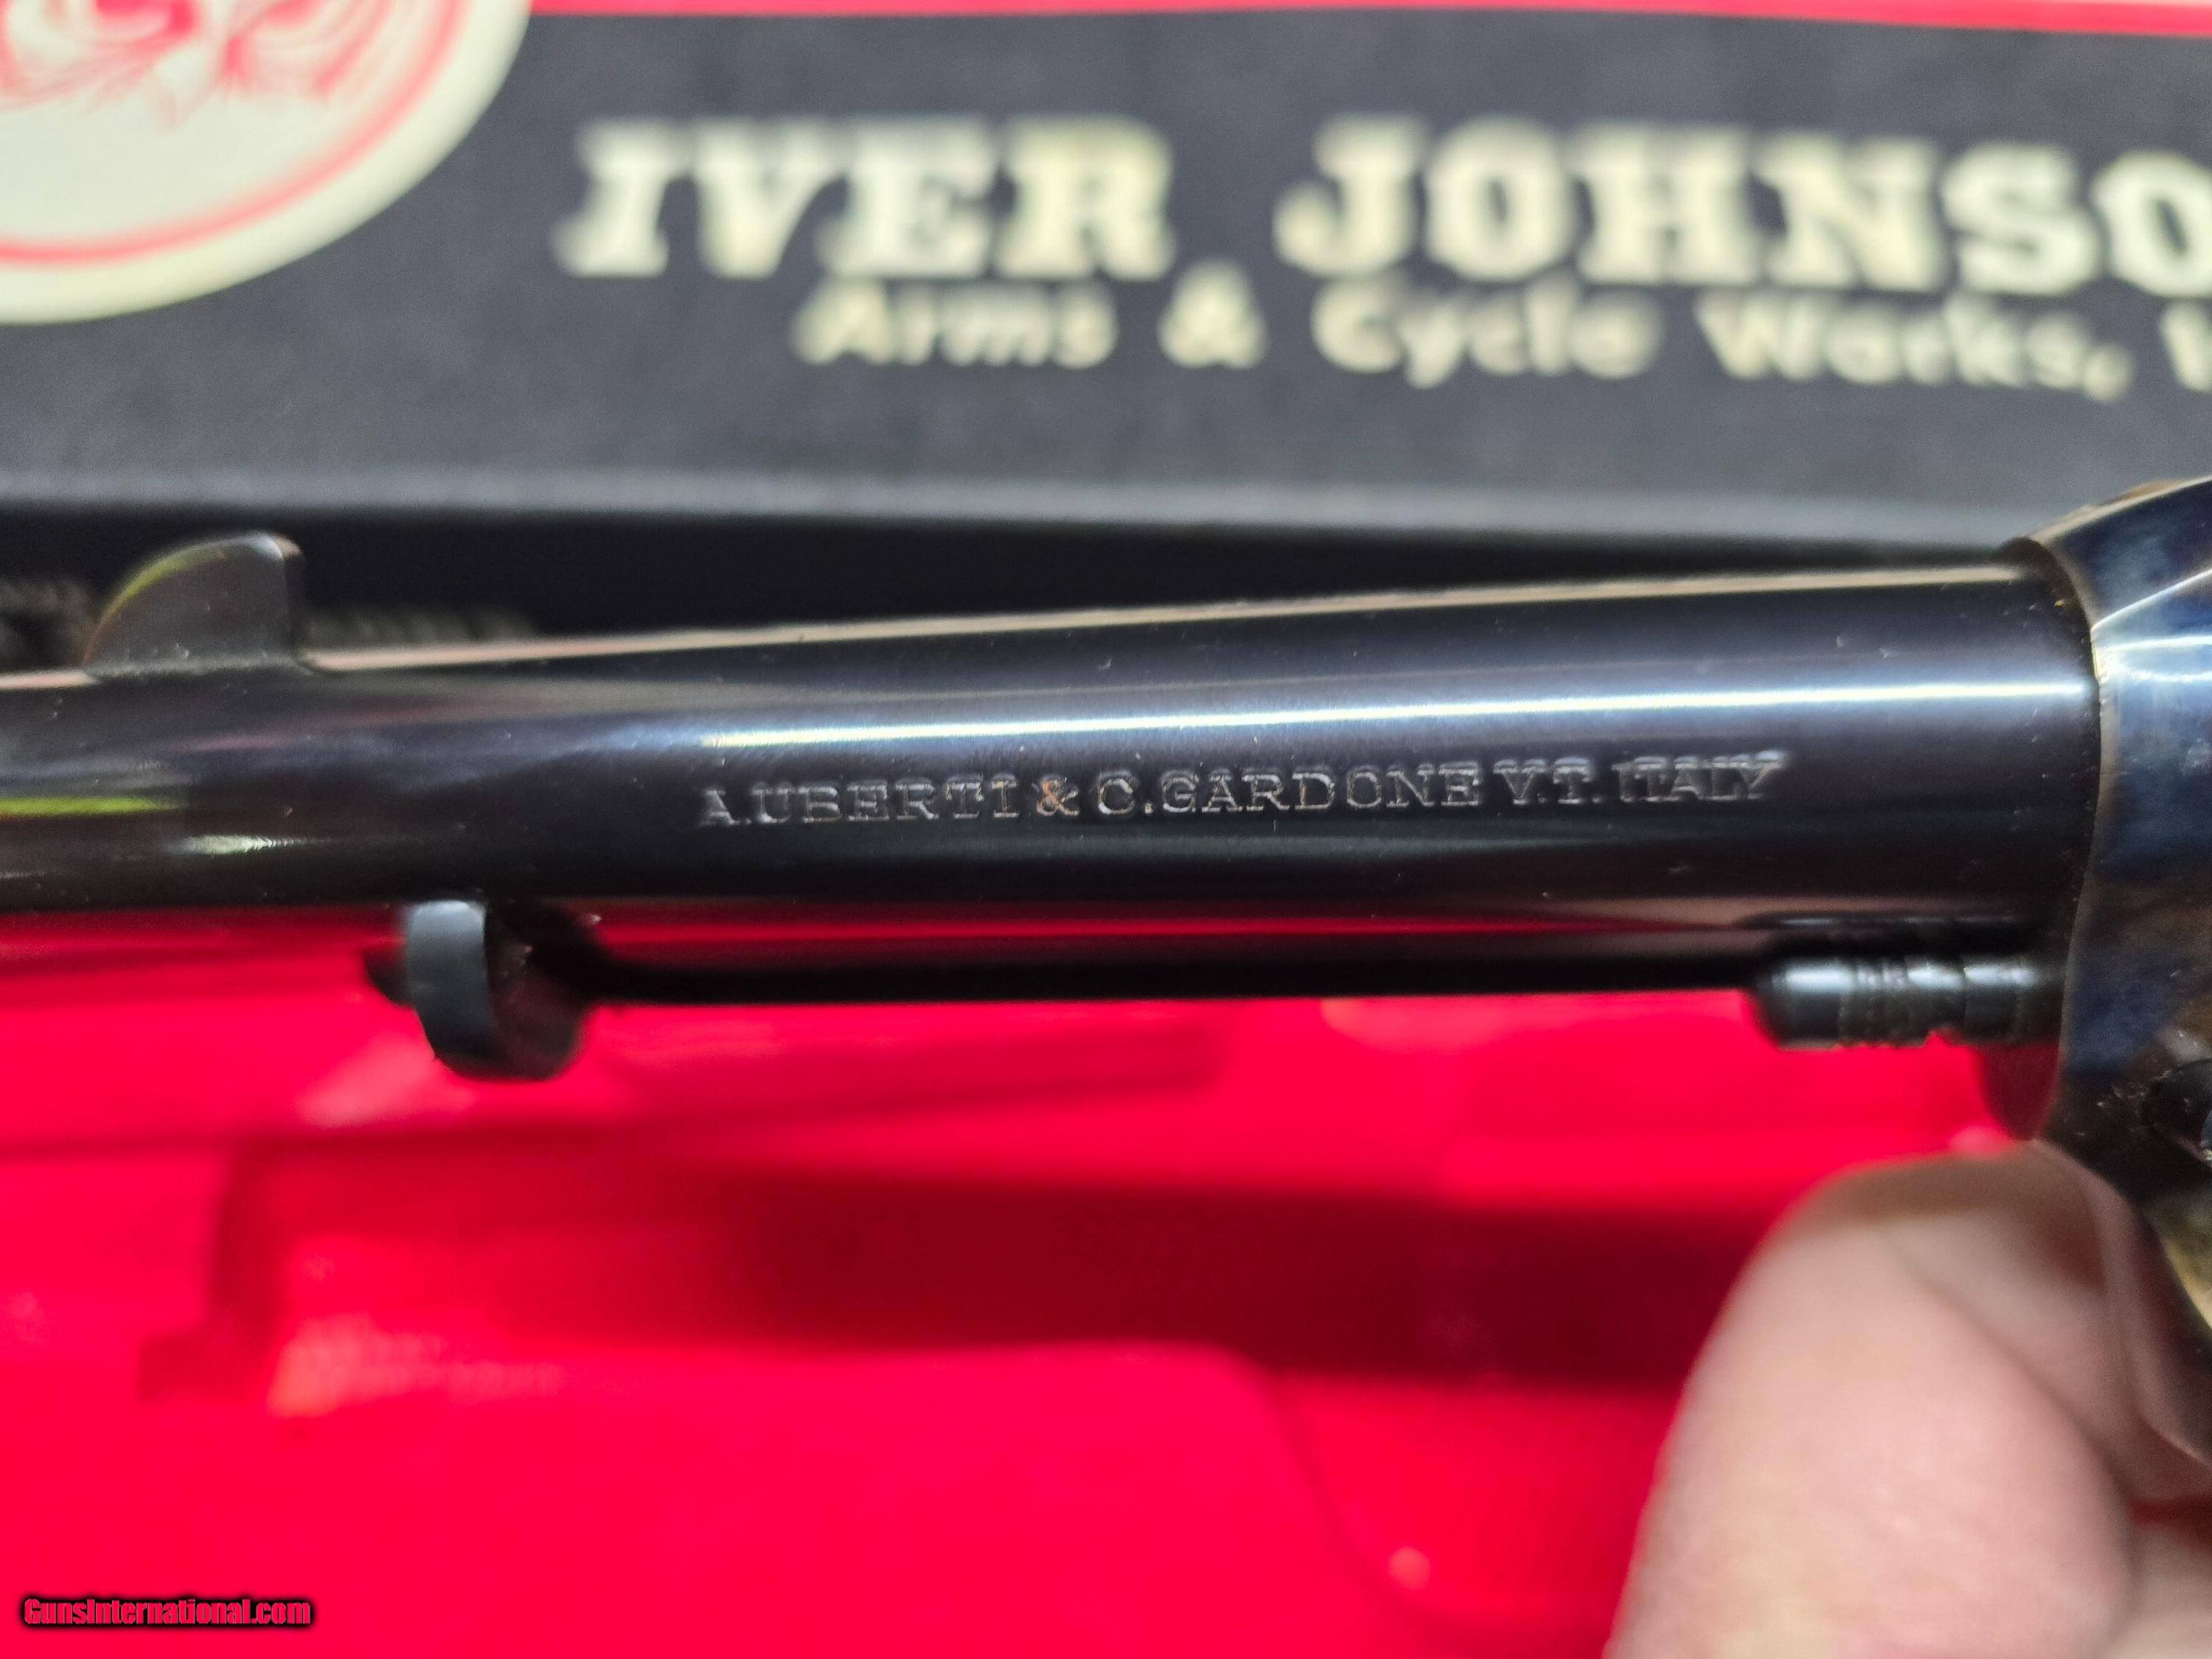 IVER JOHNSO
Arms & Cycle Works,
A.UBERTI & C.GARDONE V.T. ITALY
GunsInternational.com